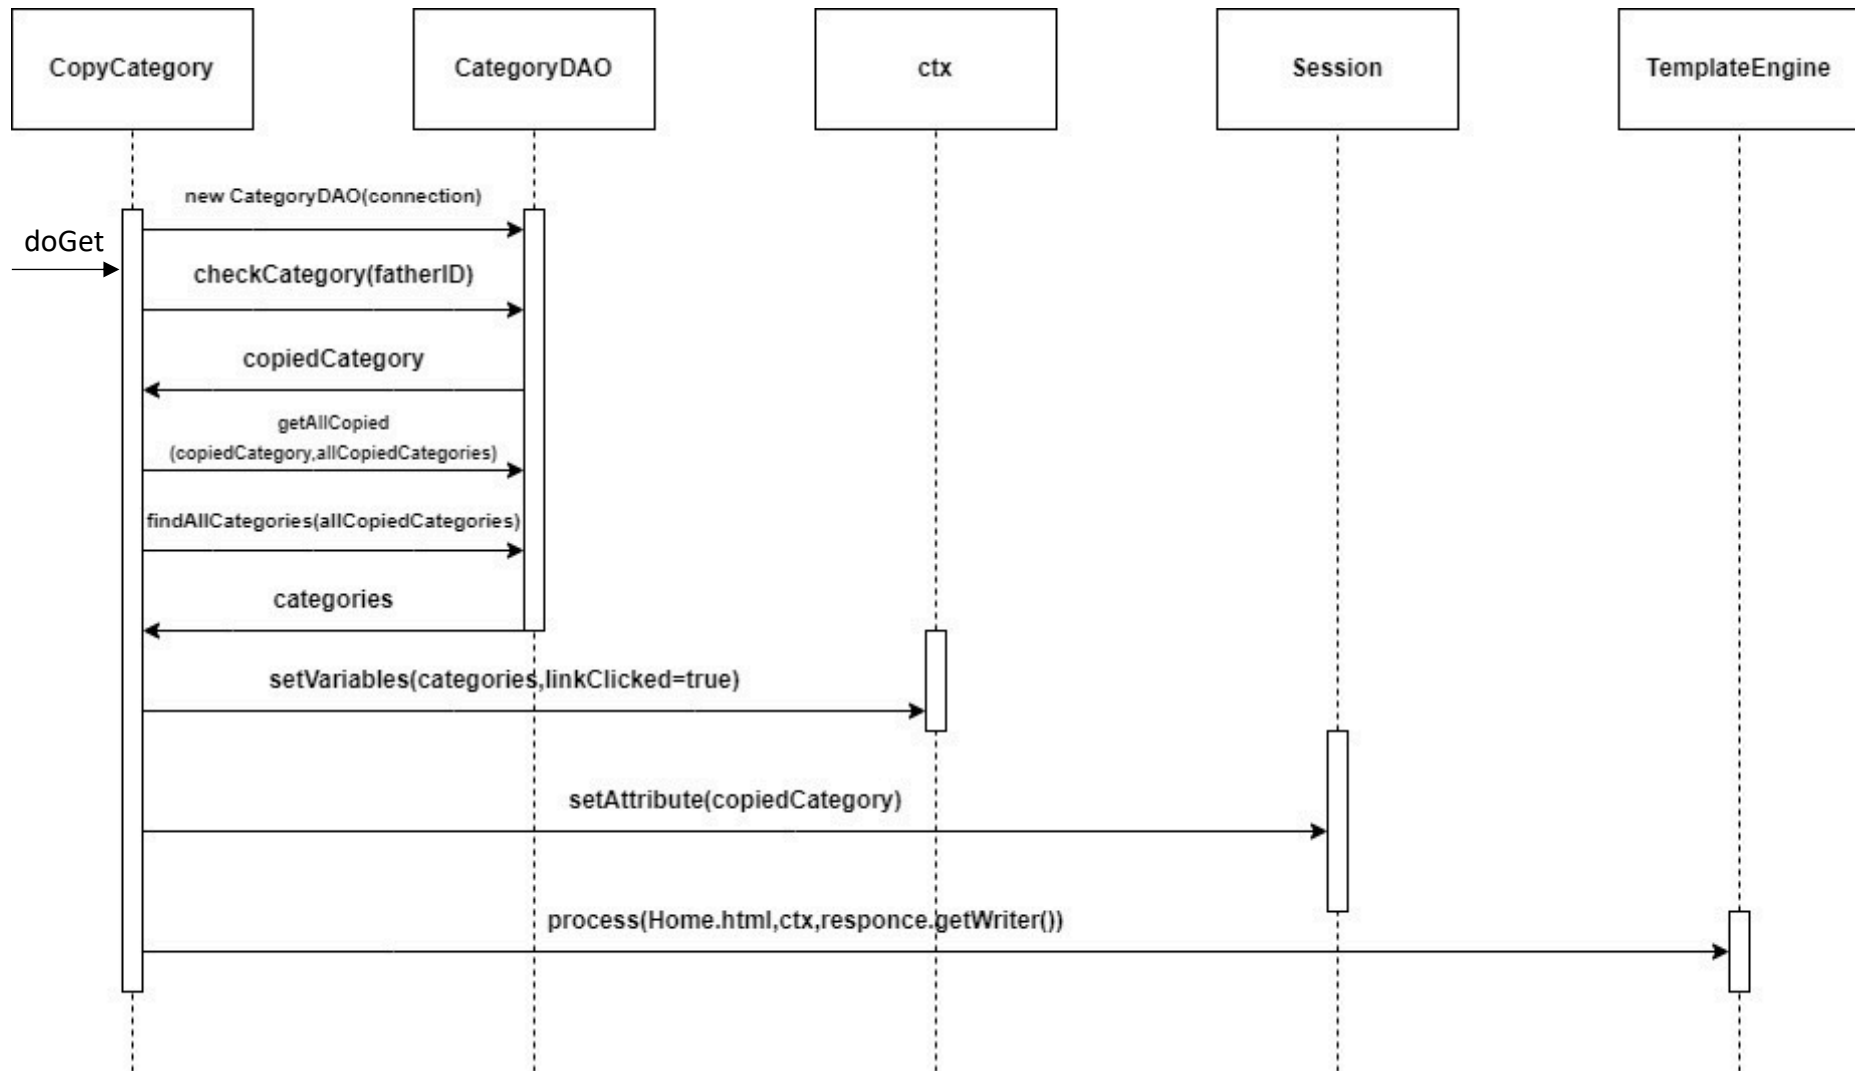 CopyCategory
CategoryDAO
ctx
Session
TemplateEngine
new CategoryDAO(connection)
doGet
checkCategory(fatherID)
copiedCategory
getAllCopied
(copiedCategory,allCopiedCategories)
findAllCategories(allCopiedCategories)
categories
setVariables(categories,linkClicked=true)
setAttribute(copiedCategory)
process(Home.html,ctx,responce.getWriter())